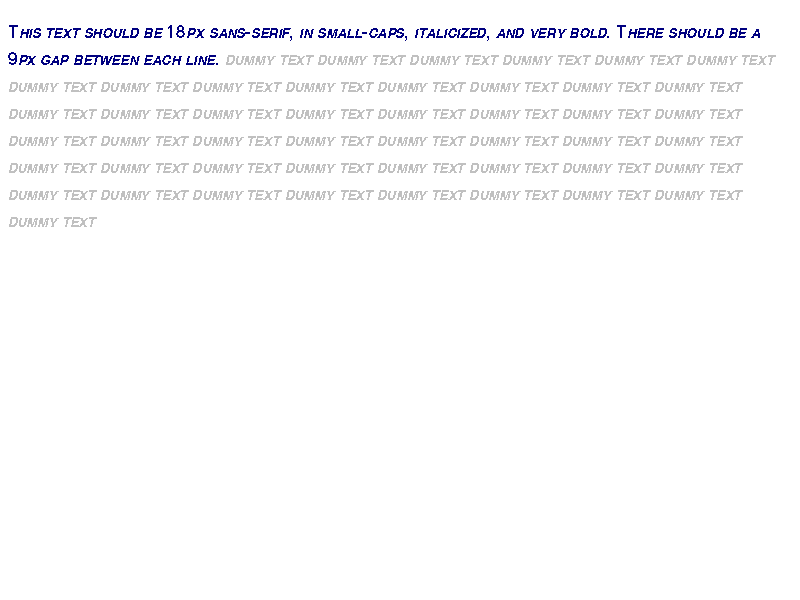 This text should be 18px sans-serif, in small-caps, italicized, and very bold. There should be a
9px gap between each line. dummy text dummy text dummy text dummy text dummy text dummy text
dummy text dummy text dummy text dummy text dummy text dummy text dummy text dummy text
dummy text dummy text dummy text dummy text dummy text dummy text dummy text dummy text
dummy text dummy text dummy text dummy text dummy text dummy text dummy text dummy text
dummy text dummy text dummy text dummy text dummy text dummy text dummy text dummy text
dummy text dummy text dummy text dummy text dummy text dummy text dummy text dummy text
dummy text